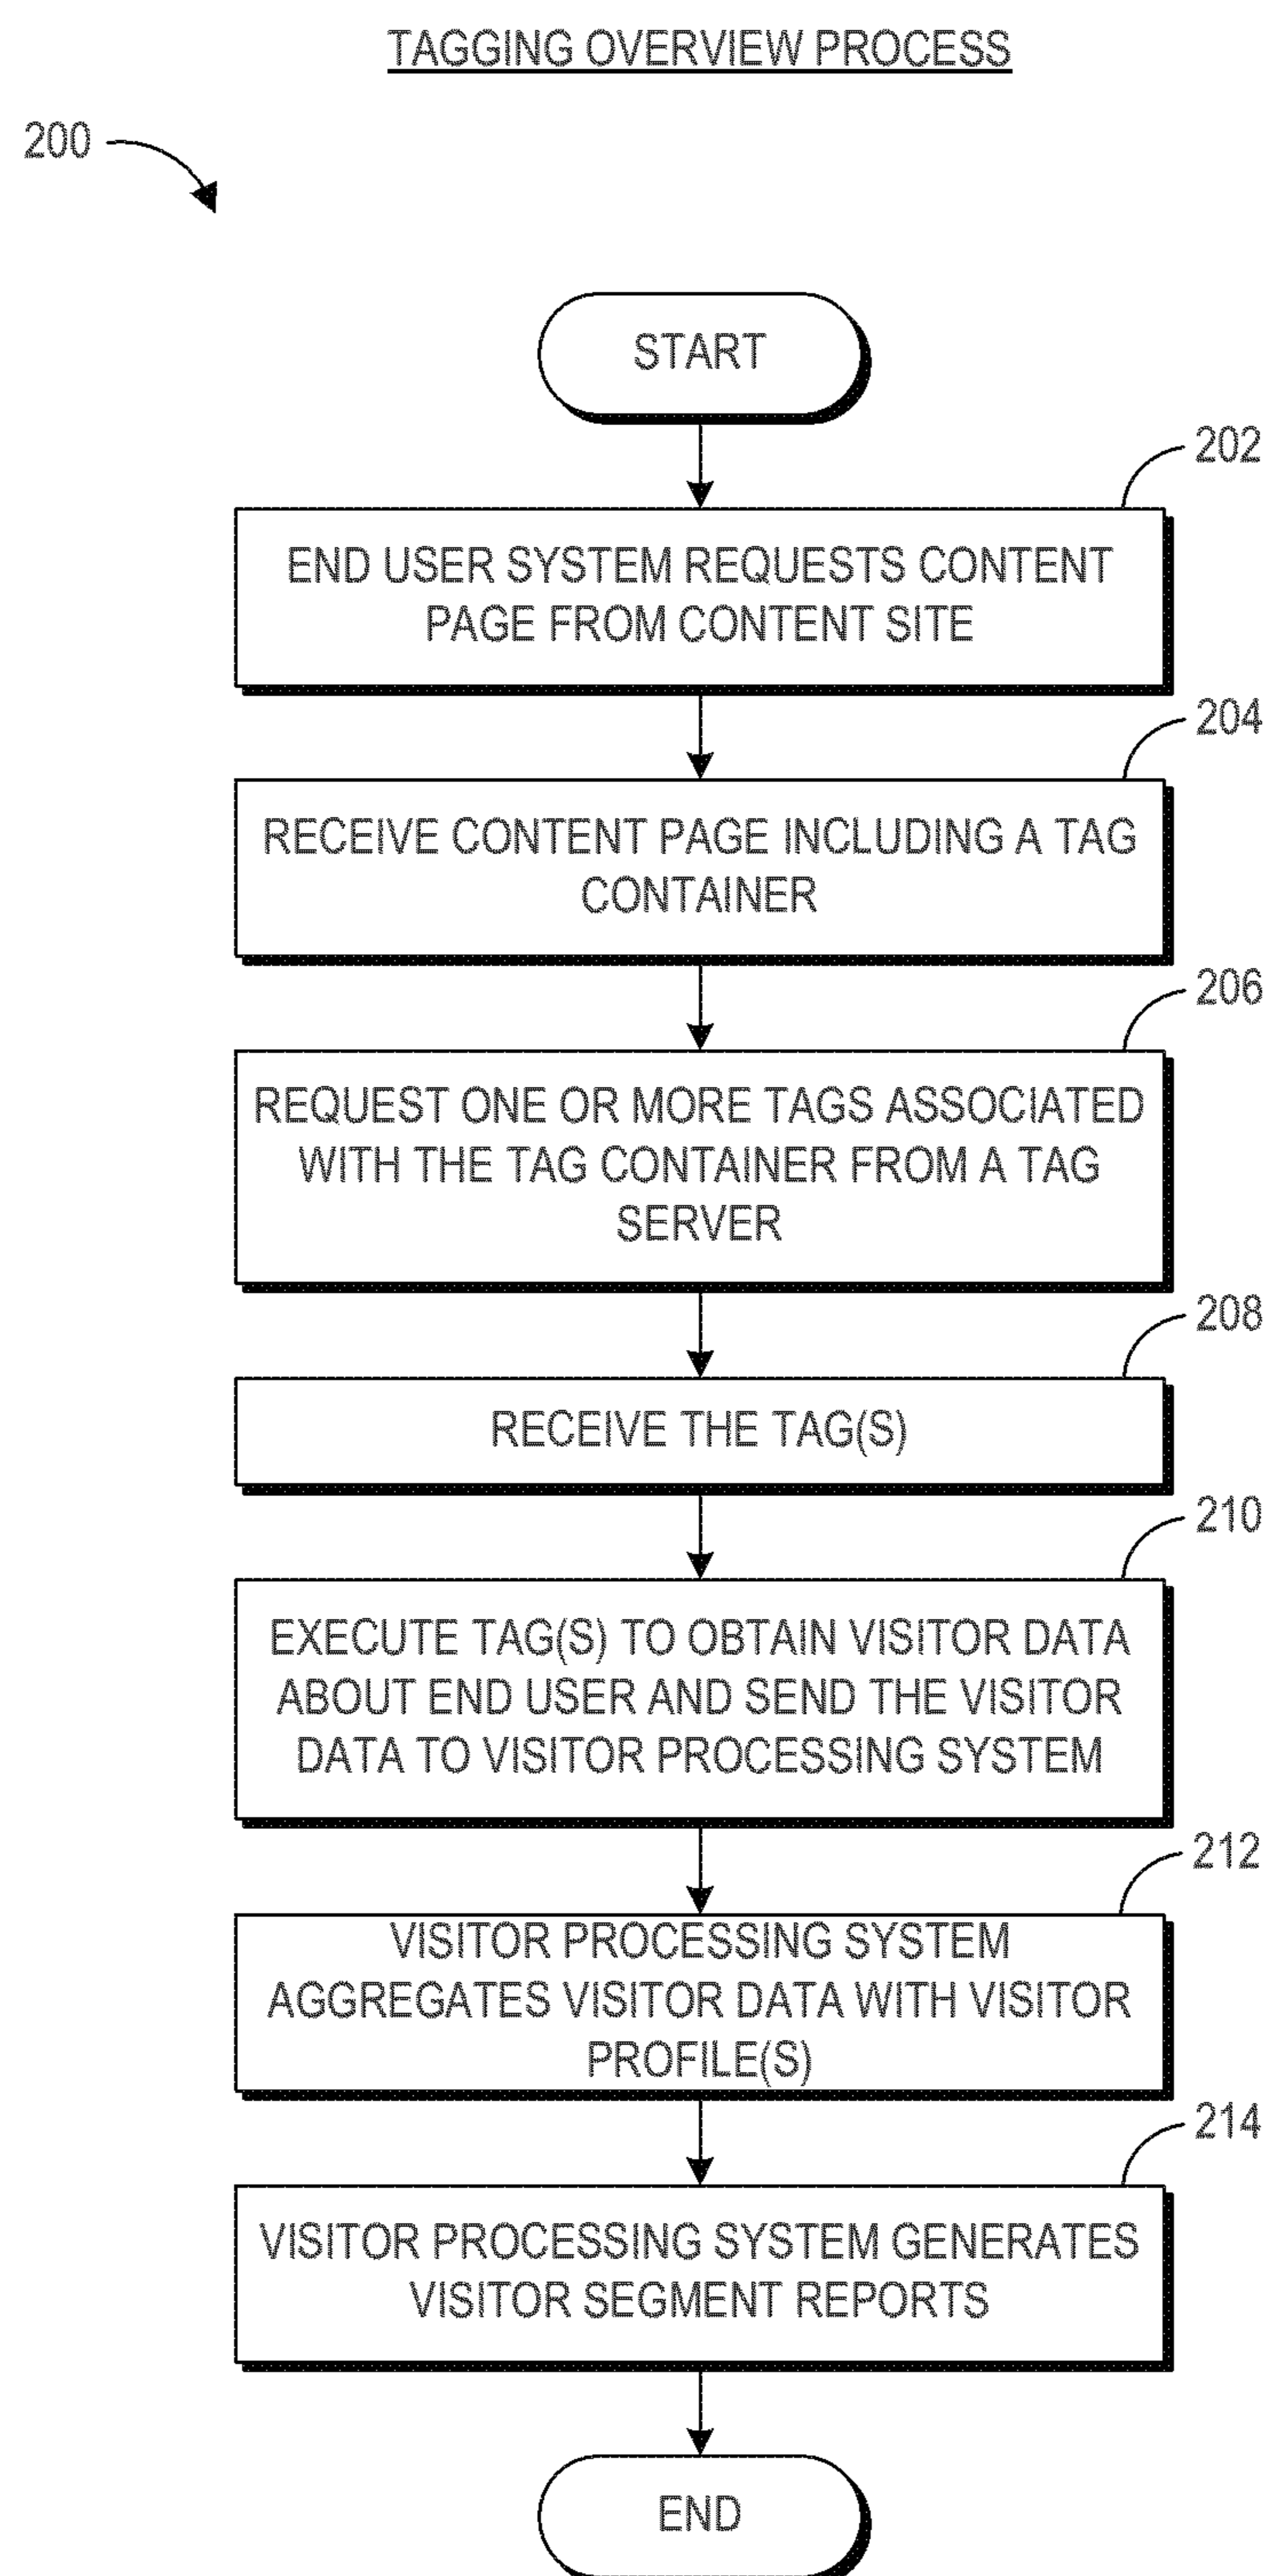 TAGGING OVERVIEW PROCESS
200
START
202
END USER SYSTEM REQUESTS CONTENT
PAGE FROM CONTENT SITE
204
RECEIVE CONTENT PAGE INCLUDING A TAG
CONTAINER
206
REQUEST ONE OR MORE TAGS ASSOCIATED
WITH THE TAG CONTAINER FROM A TAG
SERVER
208
RECEIVE THE TAG(S)
210
EXECUTE TAG(S) TO OBTAIN VISITOR DATA
ABOUT END USER AND SEND THE VISITOR
DATA TO VISITOR PROCESSING SYSTEM
212
VISITOR PROCESSING SYSTEM
AGGREGATES VISITOR DATA WITH VISITOR
PROFILE(S)
214
VISITOR PROCESSING SYSTEM GENERATES
VISITOR SEGMENT REPORTS
END